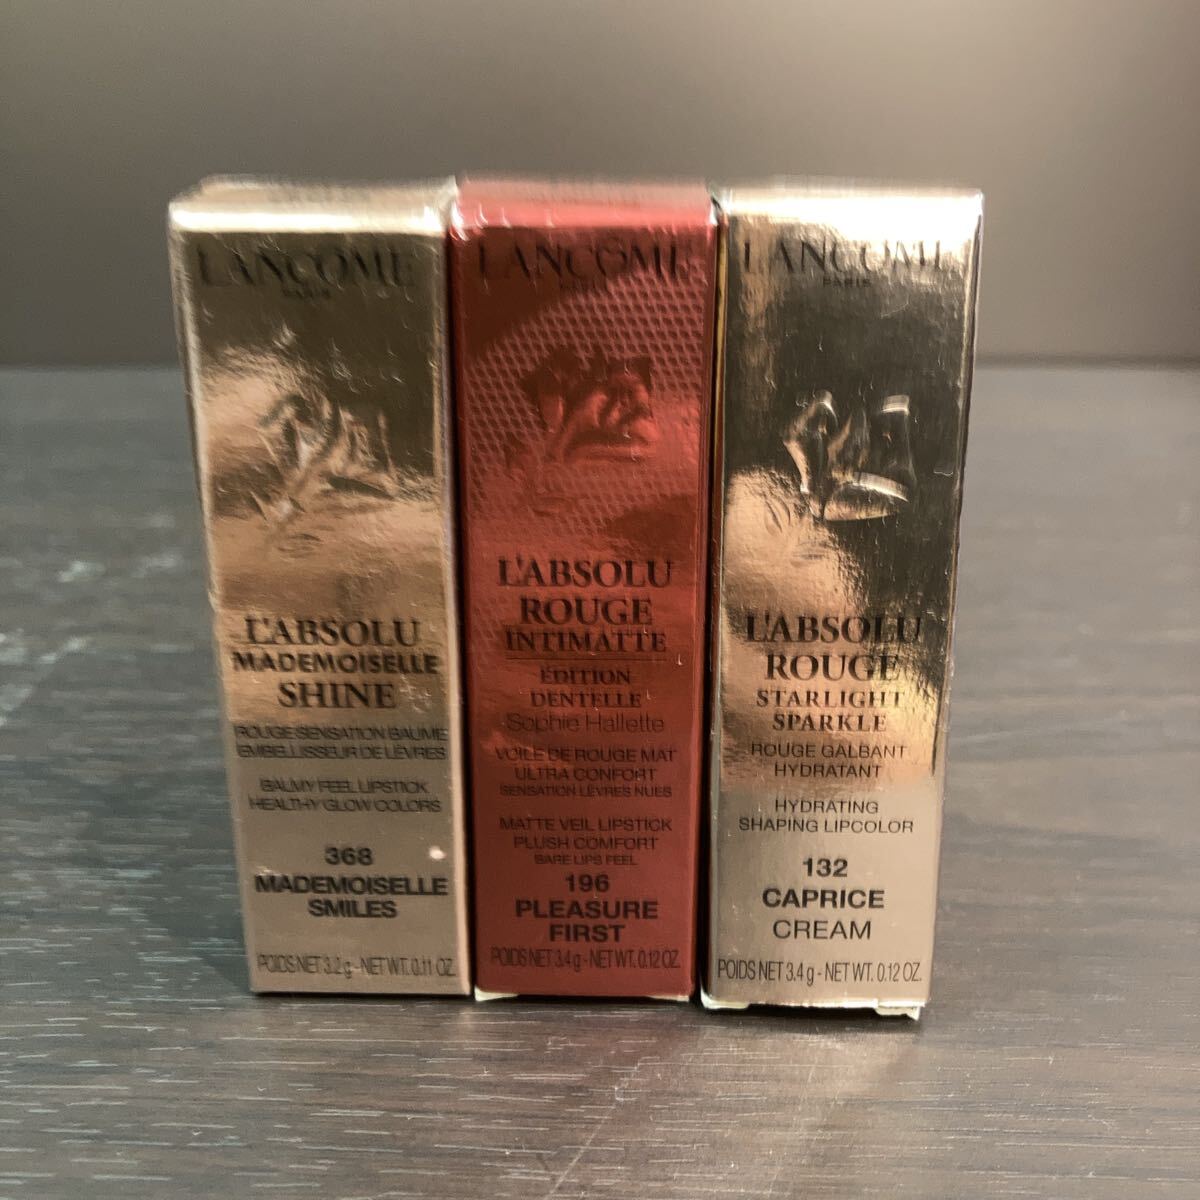 LANCOME
PARIS
L'ABSOLU
MADEMOISELLE
SHINE
ROUGE SENSATION BAUME
EMBELLISSEUR DE LÈVRES
BALMY FEEL LIPSTICK
HEALTHY GLOW COLORS
368
MADEMOISELLE
SMILES
POIDS NET 3.2 g - NET WT. 0.11 OZ.
LANCÔME
PARIS
L'ABSOLU
ROUGE
INTIMATTE
ÉDITION
DENTELLE
Sophie Hallette
VOILE DE ROUGE MAT
ULTRA CONFORT
SENSATION LÈVRES NUES
MATTE VEIL LIPSTICK
PLUSH COMFORT
BARE LIPS FEEL
196
PLEASURE
FIRST
POIDS NET 3.4 g - NET WT. 0.12 OZ.
LANCÔME
PARIS
L'ABSOLU
ROUGE
STARLIGHT
SPARKLE
ROUGE GALBANT
HYDRATANT
HYDRATING
SHAPING LIPCOLOR
132
CAPRICE
CREAM
POIDS NET 3.4 g - NET WT. 0.12 OZ.